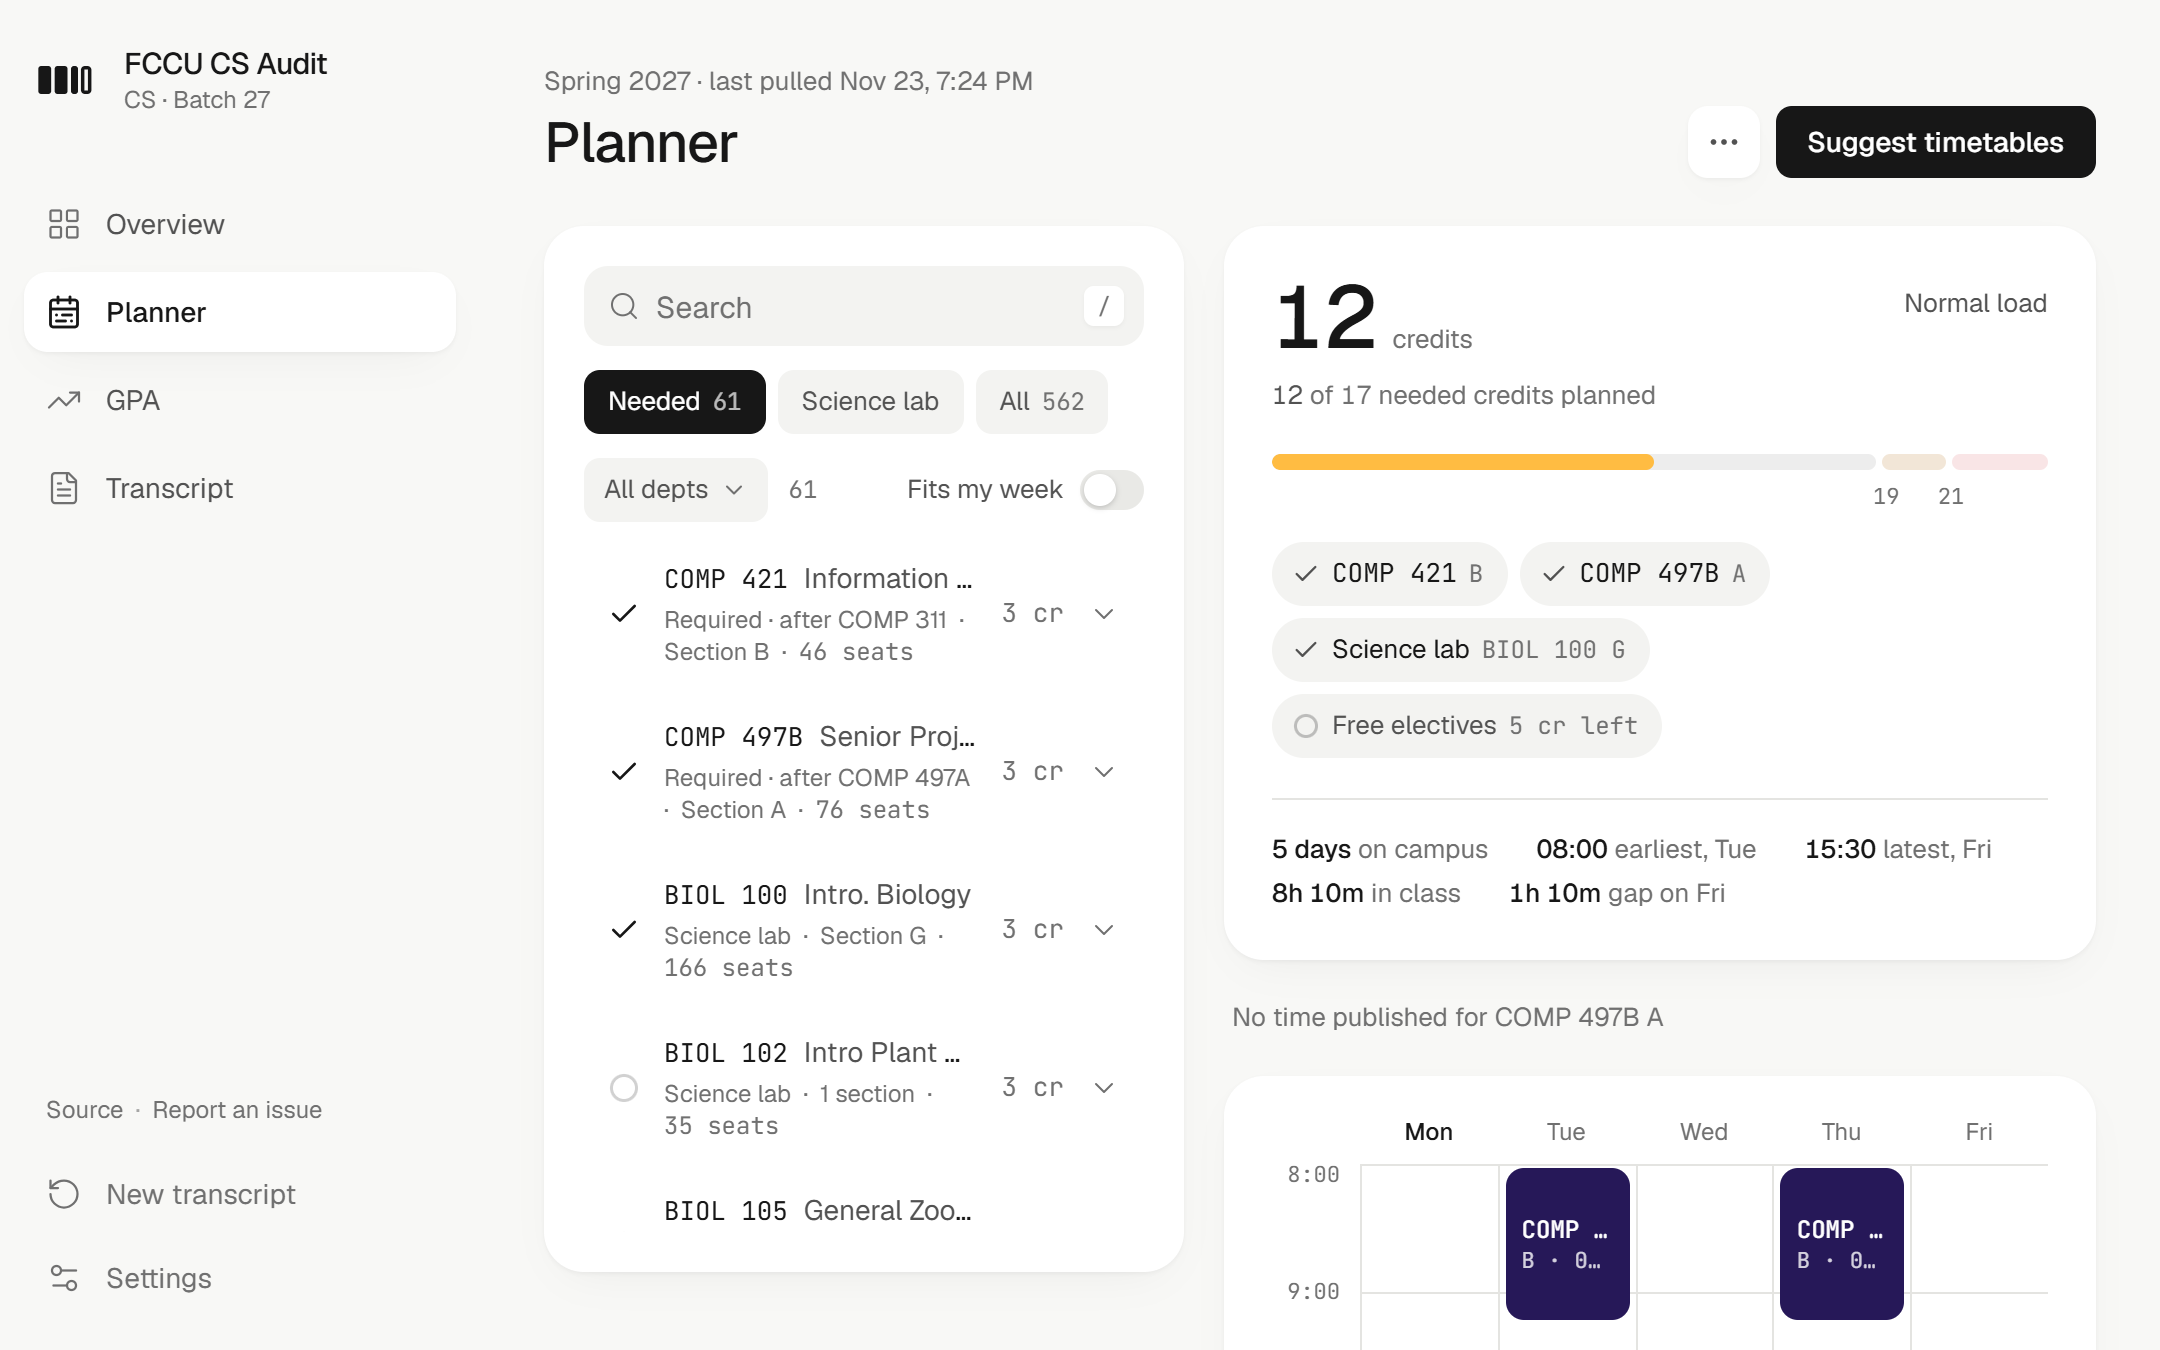 FCCU CS Audit
CS · Batch 27
Overview
Planner
GPA
Transcript
Source · Report an issue
New transcript
Settings
Spring 2027 · last pulled Nov 23, 7:24 PM
Planner
Suggest timetables
Search /
Needed 61 Science lab All 562
All depts 61 Fits my week
COMP 421 Information …
Required · after COMP 311 ·
Section B · 46 seats
3 cr
COMP 497B Senior Proj…
Required · after COMP 497A
· Section A · 76 seats
3 cr
BIOL 100 Intro. Biology
Science lab · Section G ·
166 seats
3 cr
BIOL 102 Intro Plant …
Science lab · 1 section ·
35 seats
3 cr
BIOL 105 General Zoo…
12 credits
Normal load
12 of 17 needed credits planned
19 21
COMP 421 B COMP 497B A
Science lab BIOL 100 G
Free electives 5 cr left
5 days on campus 08:00 earliest, Tue 15:30 latest, Fri
8h 10m in class 1h 10m gap on Fri
No time published for COMP 497B A
Mon Tue Wed Thu Fri
8:00
COMP … COMP …
B · 0… B · 0…
9:00